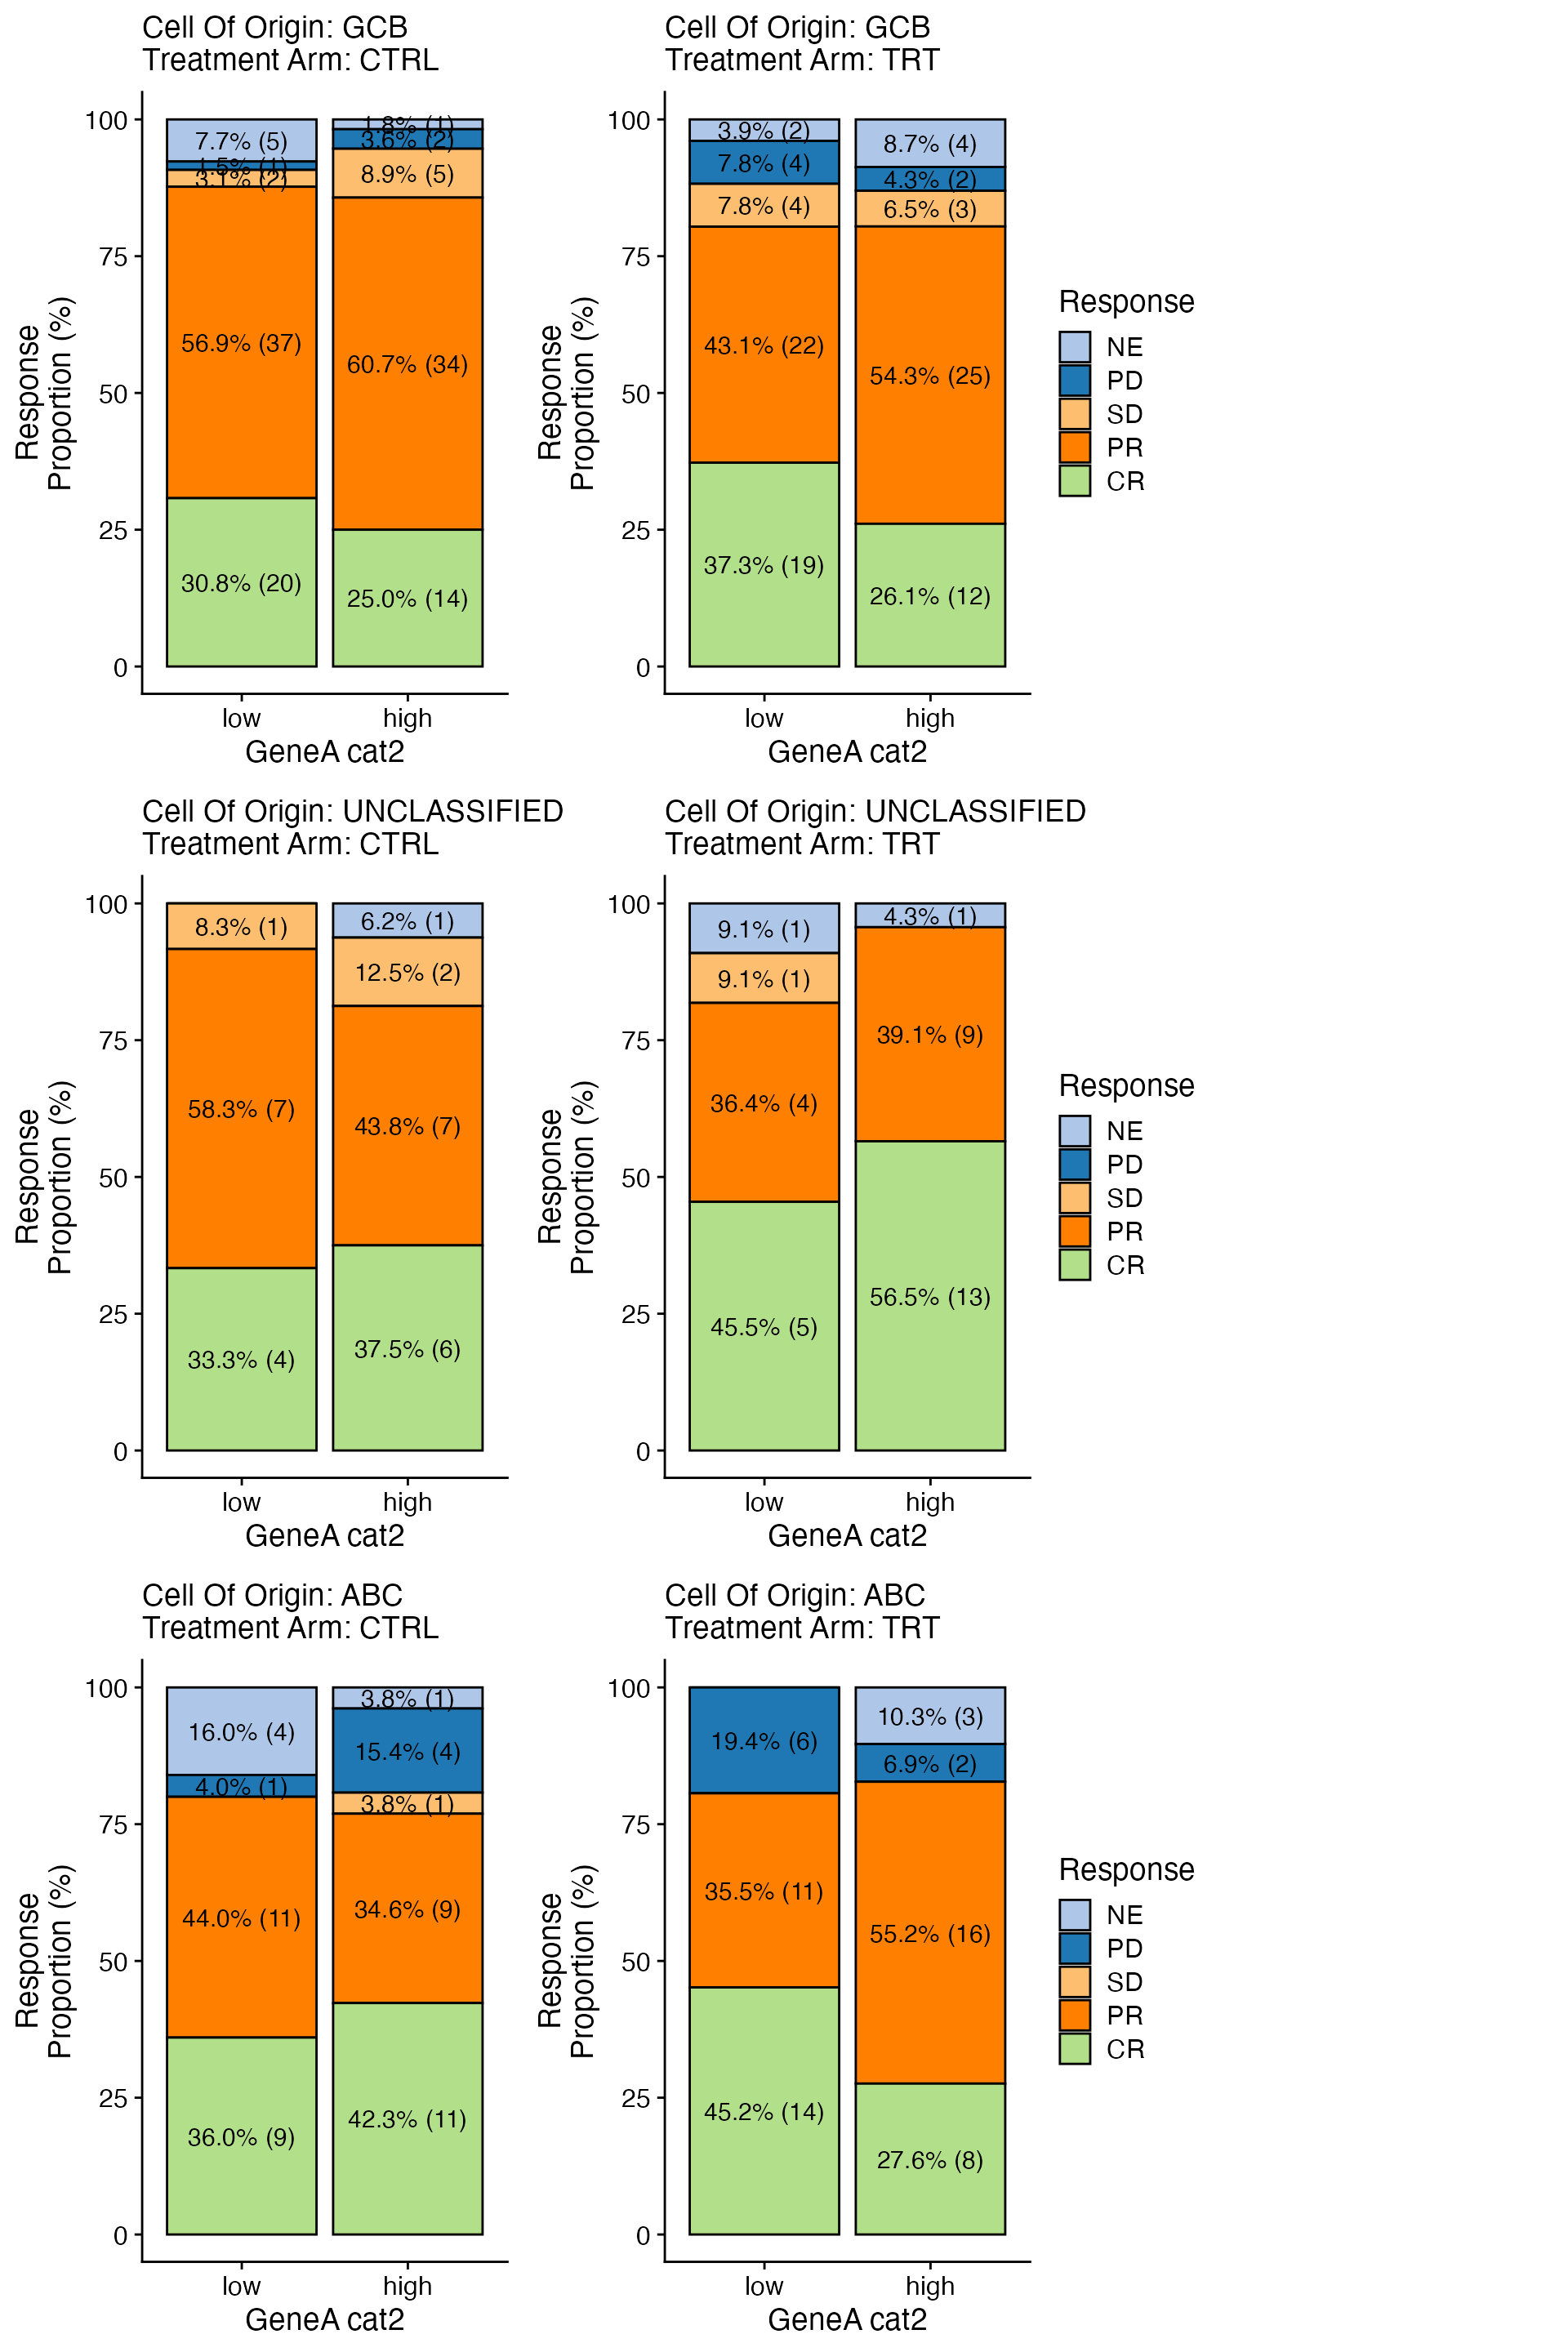 Cell Of Origin: GCB
Treatment Arm: CTRL
100
75
50
25
0
Response
Proportion (%)
7.7% (5)
1.5% (1)
3.1% (2)
56.9% (37)
30.8% (20)
1.8% (1)
3.6% (2)
8.9% (5)
60.7% (34)
25.0% (14)
low
high
GeneA cat2
Cell Of Origin: GCB
Treatment Arm: TRT
100
75
50
25
0
Response
Proportion (%)
3.9% (2)
7.8% (4)
7.8% (4)
43.1% (22)
37.3% (19)
8.7% (4)
4.3% (2)
6.5% (3)
54.3% (25)
26.1% (12)
low
high
GeneA cat2
Response
NE
PD
SD
PR
CR
Cell Of Origin: UNCLASSIFIED
Treatment Arm: CTRL
100
75
50
25
0
Response
Proportion (%)
8.3% (1)
58.3% (7)
33.3% (4)
6.2% (1)
12.5% (2)
43.8% (7)
37.5% (6)
low
high
GeneA cat2
Cell Of Origin: UNCLASSIFIED
Treatment Arm: TRT
100
75
50
25
0
Response
Proportion (%)
9.1% (1)
9.1% (1)
36.4% (4)
45.5% (5)
4.3% (1)
39.1% (9)
56.5% (13)
low
high
GeneA cat2
Response
NE
PD
SD
PR
CR
Cell Of Origin: ABC
Treatment Arm: CTRL
100
75
50
25
0
Response
Proportion (%)
16.0% (4)
4.0% (1)
44.0% (11)
36.0% (9)
3.8% (1)
15.4% (4)
3.8% (1)
34.6% (9)
42.3% (11)
low
high
GeneA cat2
Cell Of Origin: ABC
Treatment Arm: TRT
100
75
50
25
0
Response
Proportion (%)
19.4% (6)
35.5% (11)
45.2% (14)
10.3% (3)
6.9% (2)
55.2% (16)
27.6% (8)
low
high
GeneA cat2
Response
NE
PD
SD
PR
CR